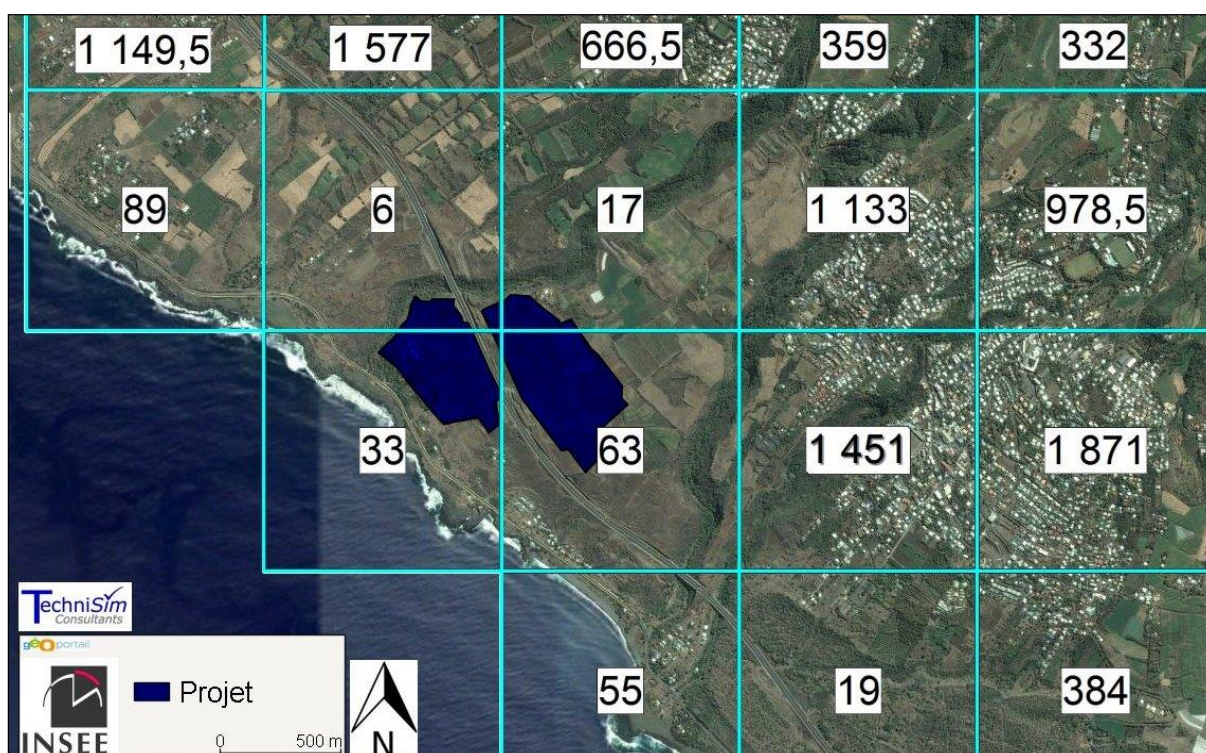 1 149,5
1 577
666,5
359
332
89
6
17
1 133
978,5
33
63
1 451
1 871
55
19
384
TechniSim
Consultants
géoportail
INSEE
Projet
0 500 m
N